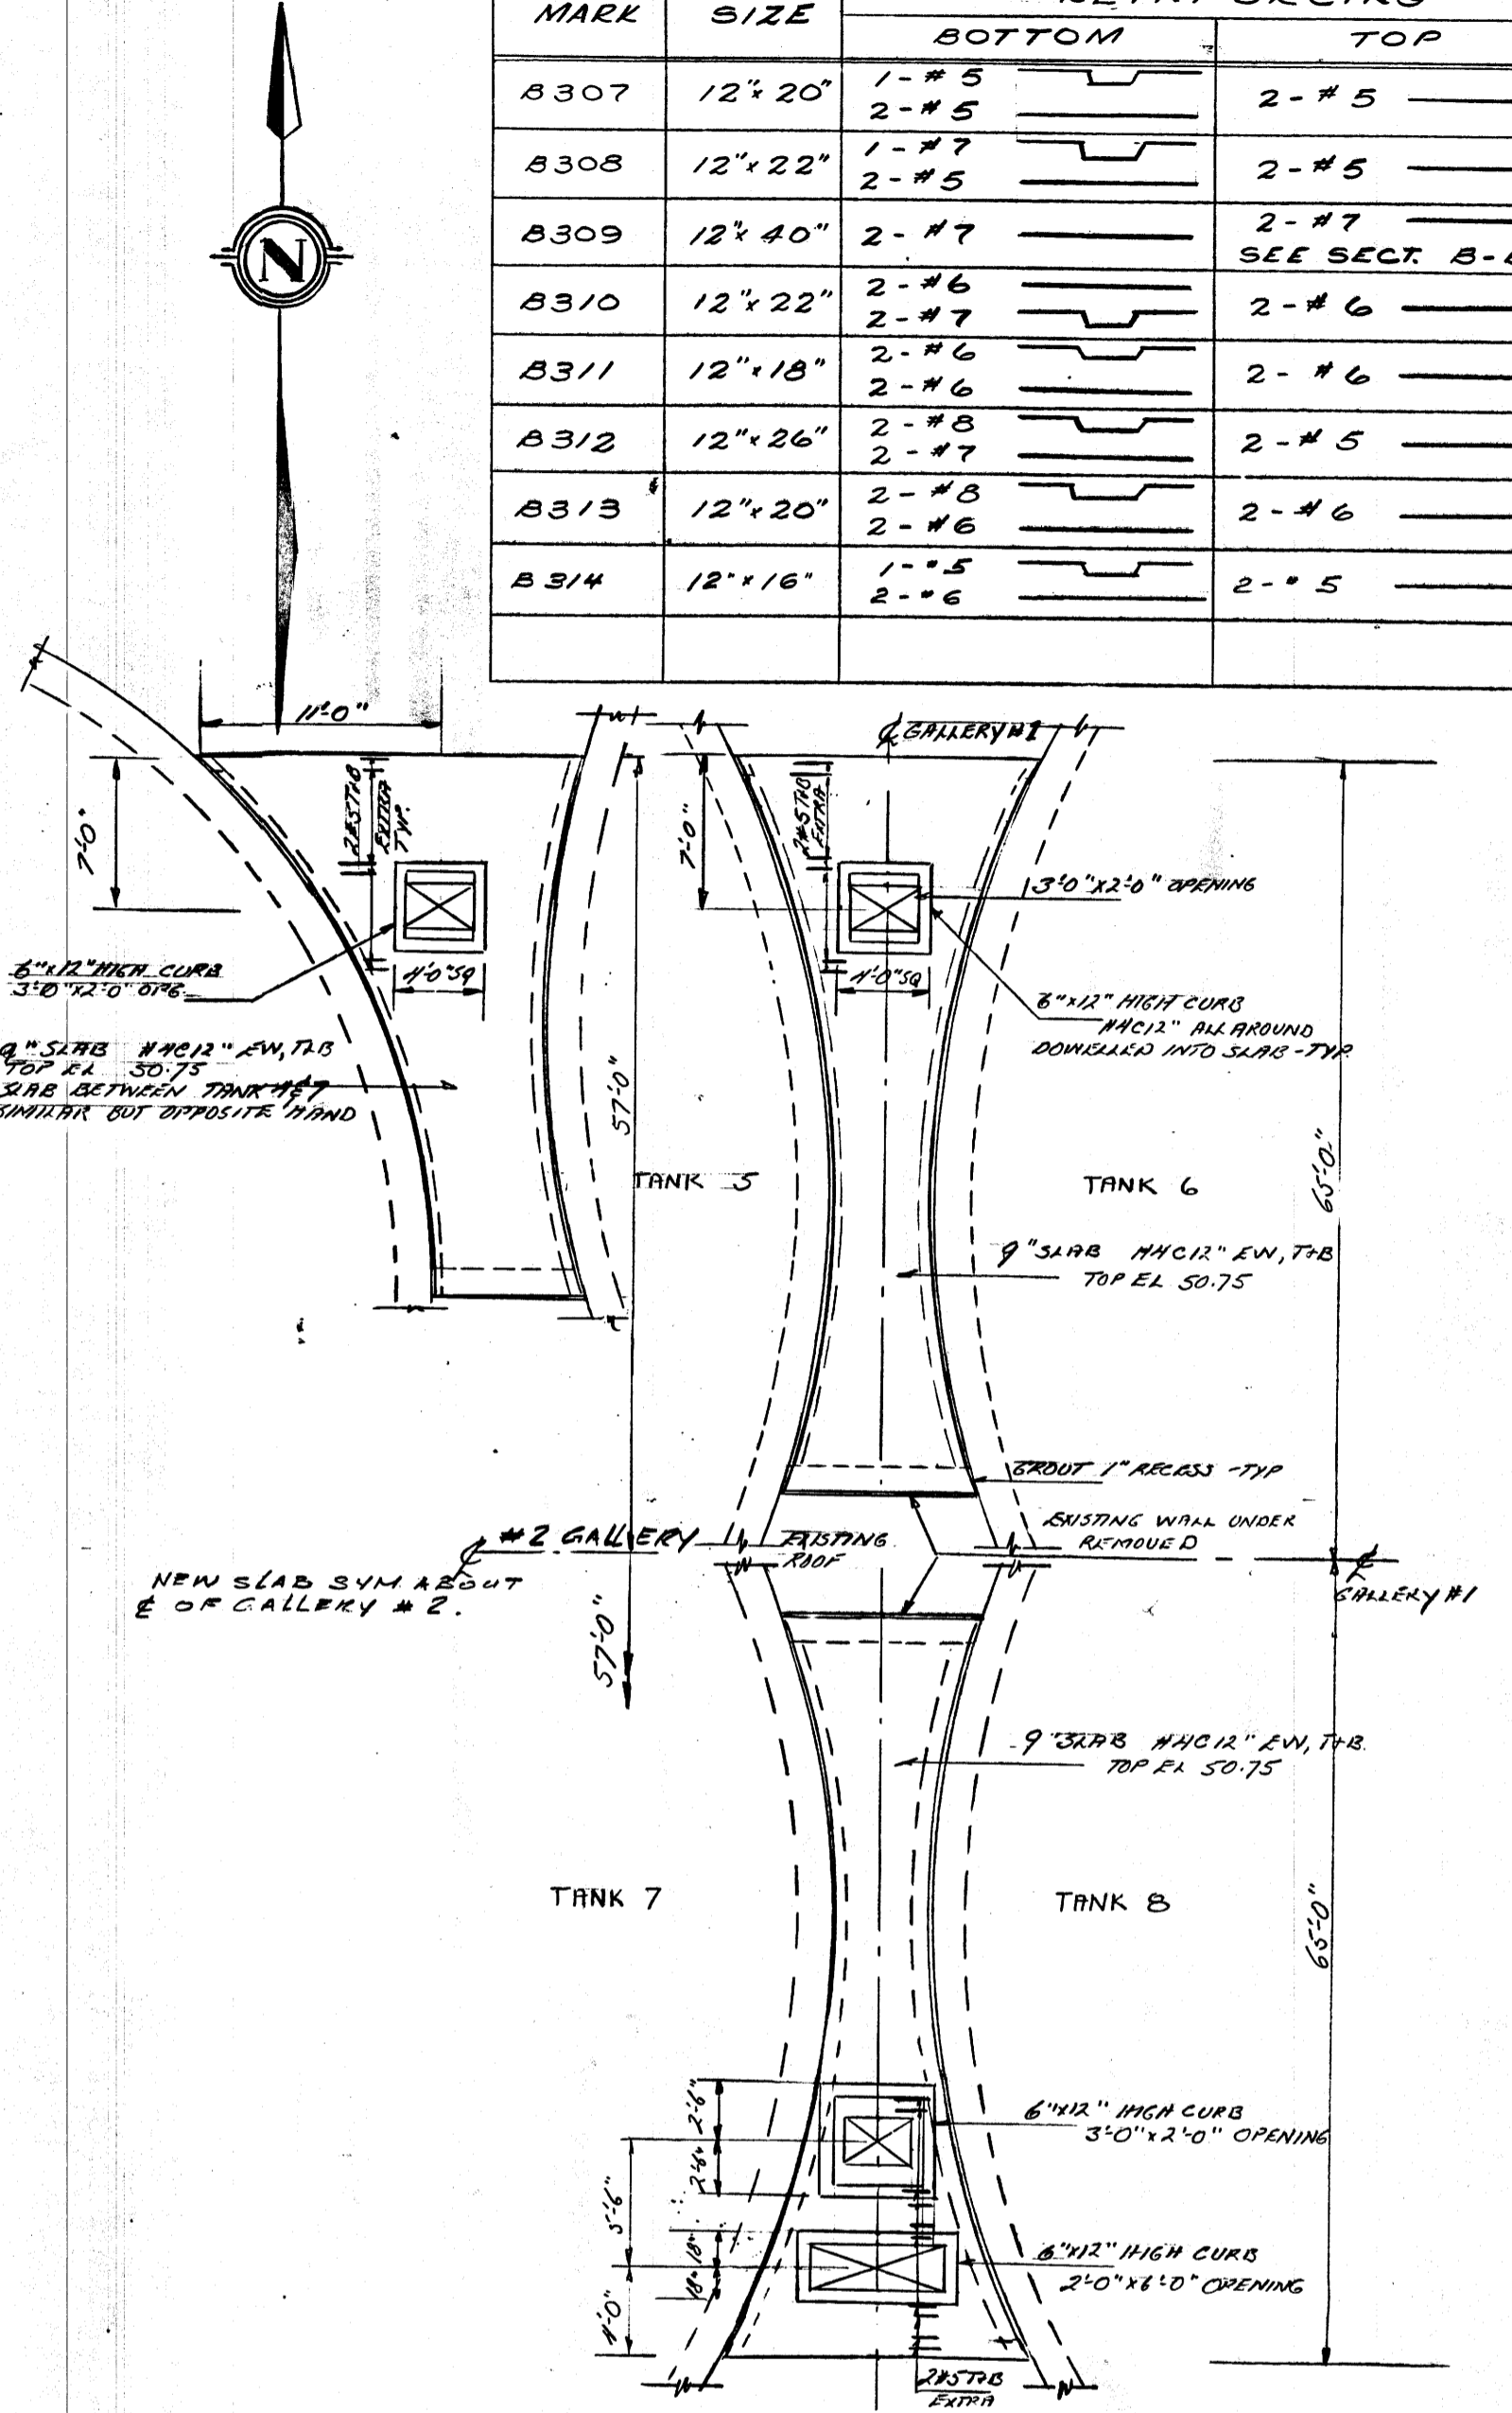 MARK SIZE
BOTTOM TOP
B307 12"x20" 1-#5 2-#5
2-#5
B308 12"x22" 1-#7 2-#5
2-#5
B309 12"x40" 2-#7 2-#7
SEE SECT. B-
B310 12"x22" 2-#6 2-#6
2-#7
B311 12"x18" 2-#6 2-#6
2-#6
B312 12"x26" 2-#8 2-#5
2-#7
B313 12"x20" 2-#8 2-#6
2-#6
B314 12"x16" 1-#5 2-#5
2-#6
N
11'-0"
℄ GALLERY
7'-0"
2#5T&B
EXTRA
TYP.
7'-0"
2#5T&B
EXTRA
3'-0"x2'-0" OPENING
6"x12" HIGH CURB
3'-0"x2'-0" OPG.
4'-0"SQ
4'-0"SQ
6"x12" HIGH CURB
#4C12" ALL AROUND
DOWELLED INTO SLAB-TYP.
9" SLAB #4C12" EW, T&B
TOP EL 50.75
SLAB BETWEEN TANK
SIMILAR BUT OPPOSITE HAND
57'-0"
65'-0"
TANK 5
TANK 6
9" SLAB #4C12" EW, T&B
TOP EL 50.75
GROUT 1" RECESS -TYP
℄ #2 GALLERY
EXISTING
ROOF
EXISTING WALL UNDER
REMOVED
NEW SLAB SYM. ABOUT
℄ OF GALLERY #2.
℄
GALLERY #1
57'-0"
9" SLAB #4C12" EW, T&B.
TOP EL 50.75
TANK 7
TANK 8
65'-0"
2'-6"
2'-6"
6"x12" HIGH CURB
3'-0"x2'-0" OPENING
5'-6"
18"
18"
4'-0"
6"x12" HIGH CURB
2'-0"x6'-0" OPENING
2#5T&B
EXTRA